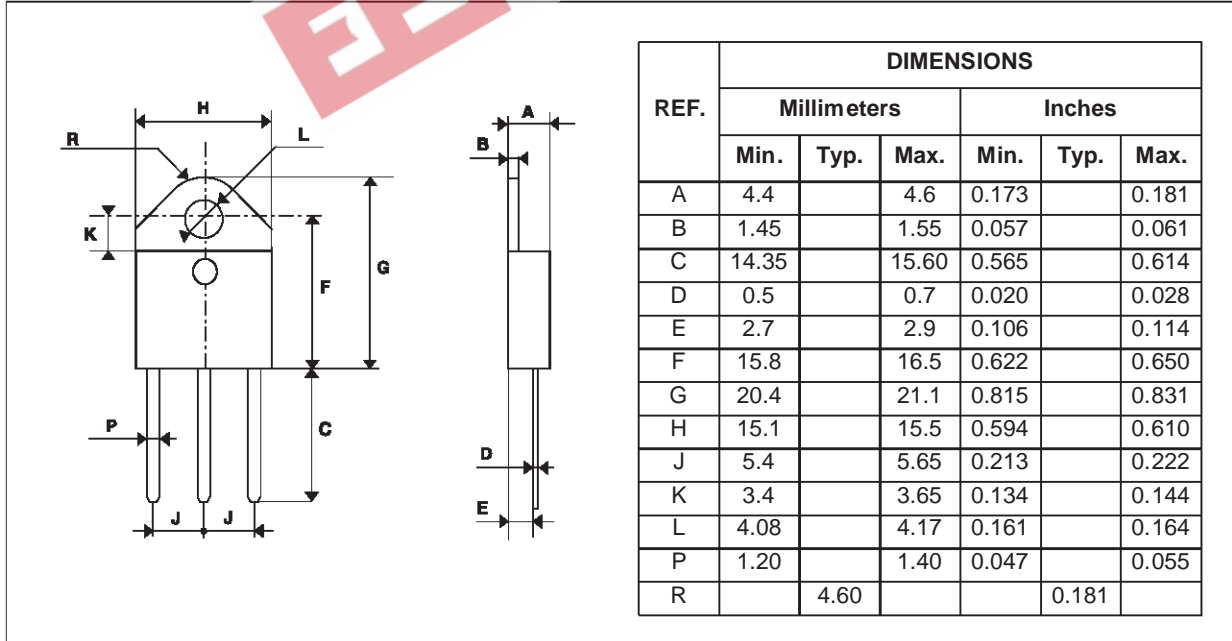 H
A
R
L
B
K
G
F
P
C
D
E
J
J
DIMENSIONS
REF.
Millimeters
Inches
Min. Typ. Max. Min. Typ. Max.
A 4.4 4.6 0.173 0.181
B 1.45 1.55 0.057 0.061
C 14.35 15.60 0.565 0.614
D 0.5 0.7 0.020 0.028
E 2.7 2.9 0.106 0.114
F 15.8 16.5 0.622 0.650
G 20.4 21.1 0.815 0.831
H 15.1 15.5 0.594 0.610
J 5.4 5.65 0.213 0.222
K 3.4 3.65 0.134 0.144
L 4.08 4.17 0.161 0.164
P 1.20 1.40 0.047 0.055
R 4.60 0.181